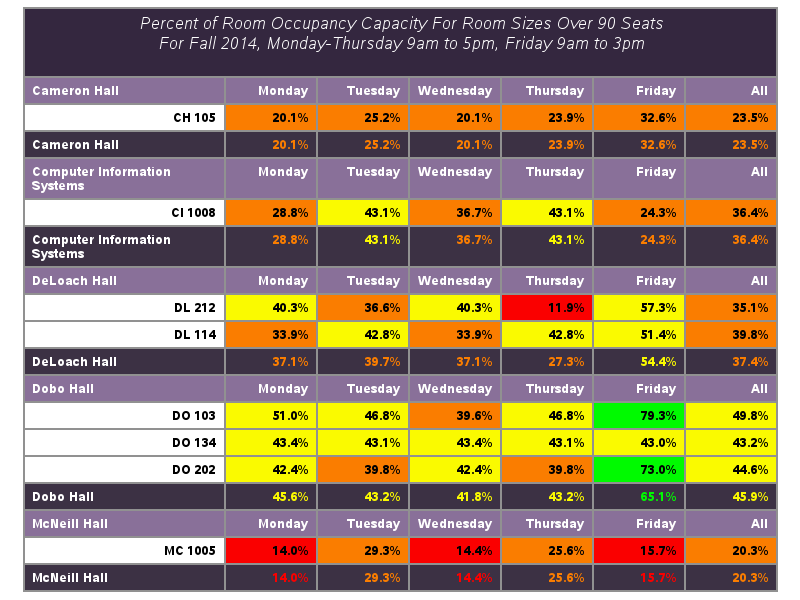 Percent of Room Occupancy Capacity For Room Sizes Over 90 Seats
For Fall 2014, Monday-Thursday 9am to 5pm, Friday 9am to 3pm
Cameron Hall Monday Tuesday Wednesday Thursday Friday All
CH 105 20.1% 25.2% 20.1% 23.9% 32.6% 23.5%
Cameron Hall 20.1% 25.2% 20.1% 23.9% 32.6% 23.5%
Computer Information Monday Tuesday Wednesday Thursday Friday All
Systems
CI 1008 28.8% 43.1% 36.7% 43.1% 24.3% 36.4%
Computer Information 28.8% 43.1% 36.7% 43.1% 24.3% 36.4%
Systems
DeLoach Hall Monday Tuesday Wednesday Thursday Friday All
DL 212 40.3% 36.6% 40.3% 11.9% 57.3% 35.1%
DL 114 33.9% 42.8% 33.9% 42.8% 51.4% 39.8%
DeLoach Hall 37.1% 39.7% 37.1% 27.3% 54.4% 37.4%
Dobo Hall Monday Tuesday Wednesday Thursday Friday All
DO 103 51.0% 46.8% 39.6% 46.8% 79.3% 49.8%
DO 134 43.4% 43.1% 43.4% 43.1% 43.0% 43.2%
DO 202 42.4% 39.8% 42.4% 39.8% 73.0% 44.6%
Dobo Hall 45.6% 43.2% 41.8% 43.2% 65.1% 45.9%
McNeill Hall Monday Tuesday Wednesday Thursday Friday All
MC 1005 14.0% 29.3% 14.4% 25.6% 15.7% 20.3%
McNeill Hall 14.0% 29.3% 14.4% 25.6% 15.7% 20.3%